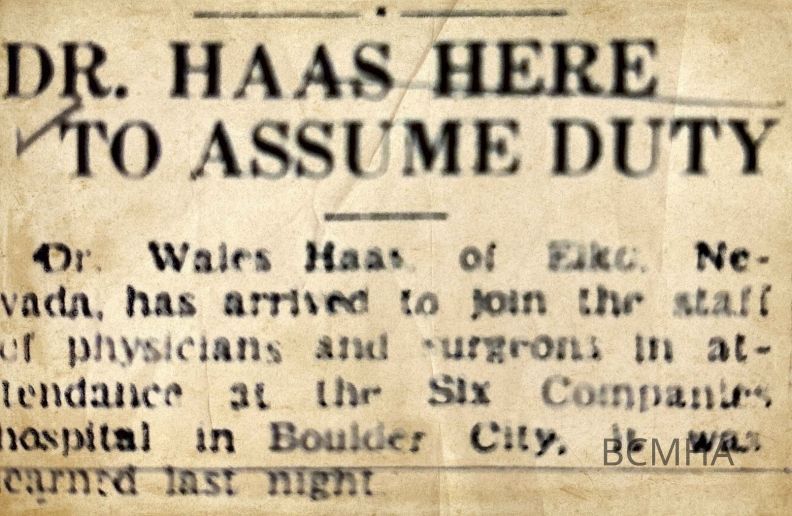 DR. HAAS HERE
TO ASSUME DUTY
Dr. Wales Haas, of Elko, Ne-
vada, has arrived to join the staff
of physicians and surgeons in at-
tendance at the Six Companies
hospital in Boulder City, it was
learned last night
BCMHA